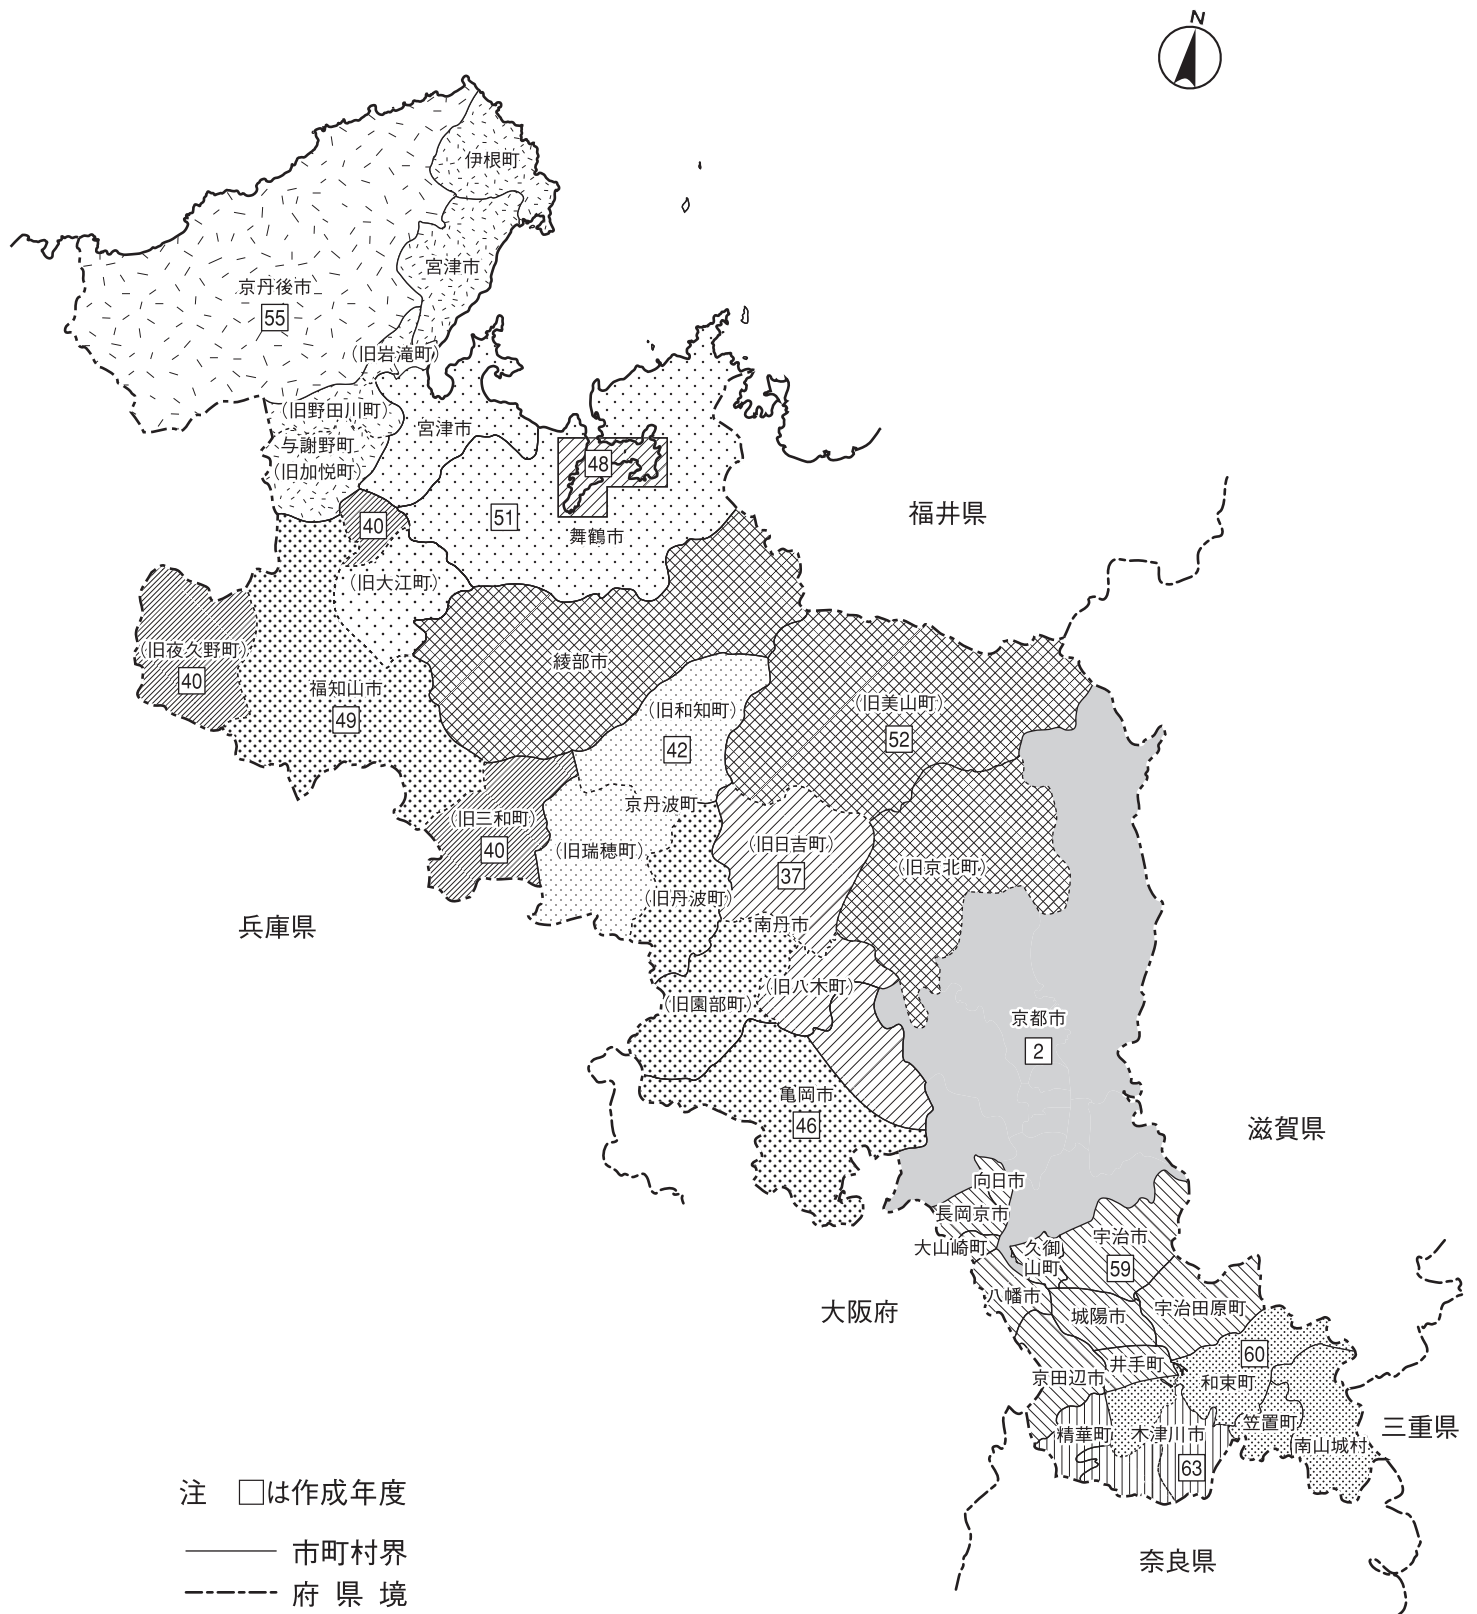 N
伊根町
宮津市
京丹後市
55
(旧岩滝町)
(旧野田川町)
宮津市
与謝野町
(旧加悦町)
48
40
51
舞鶴市
福井県
(旧大江町)
(旧夜久野町)
40
綾部市
福知山市
49
(旧和知町)
42
(旧美山町)
52
京丹波町
(旧三和町)
40
(旧瑞穂町)
(旧日吉町)
37
(旧京北町)
(旧丹波町)
南丹市
兵庫県
(旧八木町)
(旧園部町)
京都市
2
亀岡市
46
滋賀県
向日市
長岡京市
大山崎町
久御
山町
宇治市
59
八幡市
城陽市
宇治田原町
大阪府
井手町
60
京田辺市
和束町
精華町
木津川市
笠置町
南山城村
三重県
63
注 □は作成年度
市町村界
府県境
奈良県